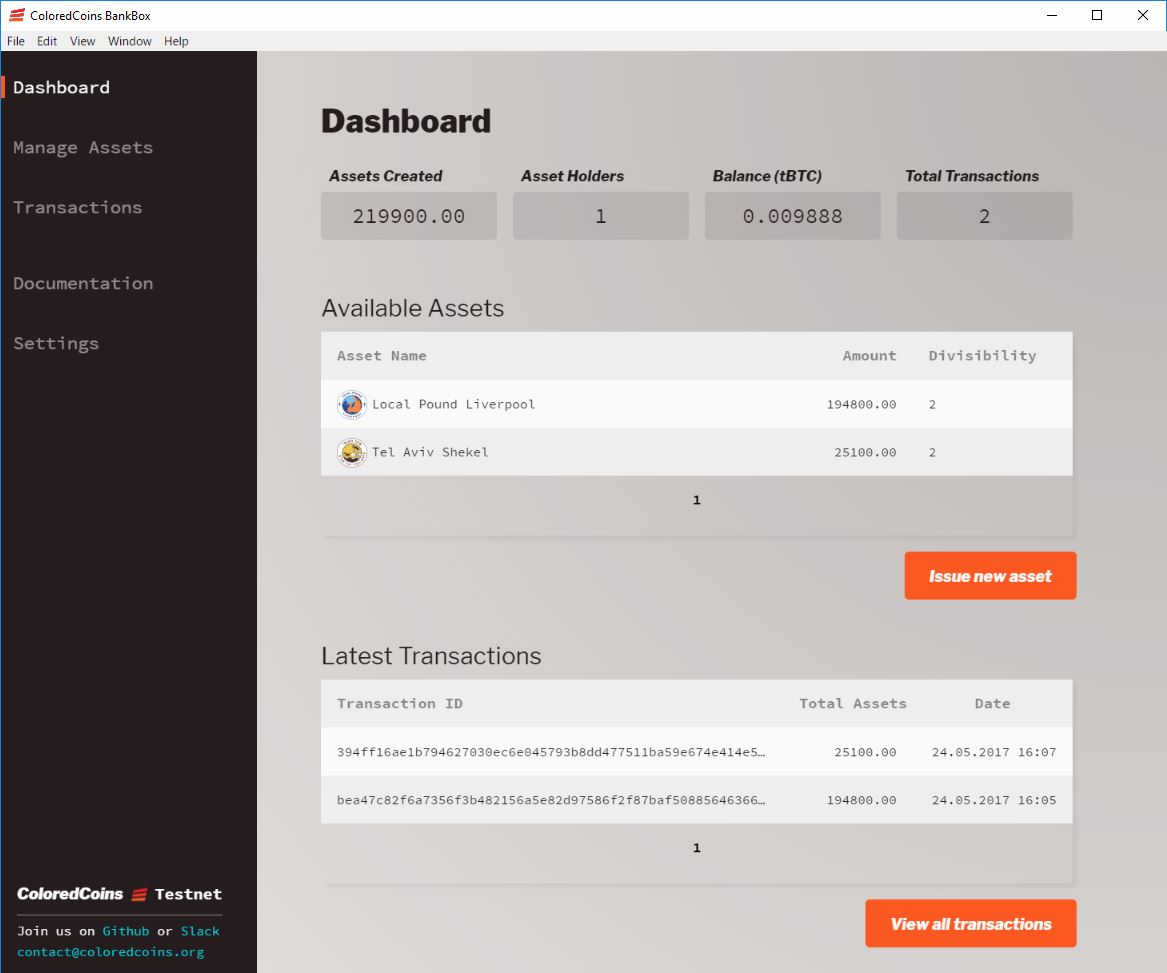 ColoredCoins BankBox
File Edit View Window Help
Dashboard
Manage Assets
Transactions
Documentation
Settings
ColoredCoins Testnet
Join us on Github or Slack
contact@coloredcoins.org
Dashboard
Assets Created Asset Holders Balance (tBTC) Total Transactions
219900.00 1 0.009888 2
Available Assets
Asset Name Amount Divisibility
Local Pound Liverpool 194800.00 2
Tel Aviv Shekel 25100.00 2
1
Issue new asset
Latest Transactions
Transaction ID Total Assets Date
394ff16ae1b794627030ec6e045793b8dd477511ba59e674e414e5… 25100.00 24.05.2017 16:07
bea47c82f6a7356f3b482156a5e82d97586f2f87baf50885646366… 194800.00 24.05.2017 16:05
1
View all transactions